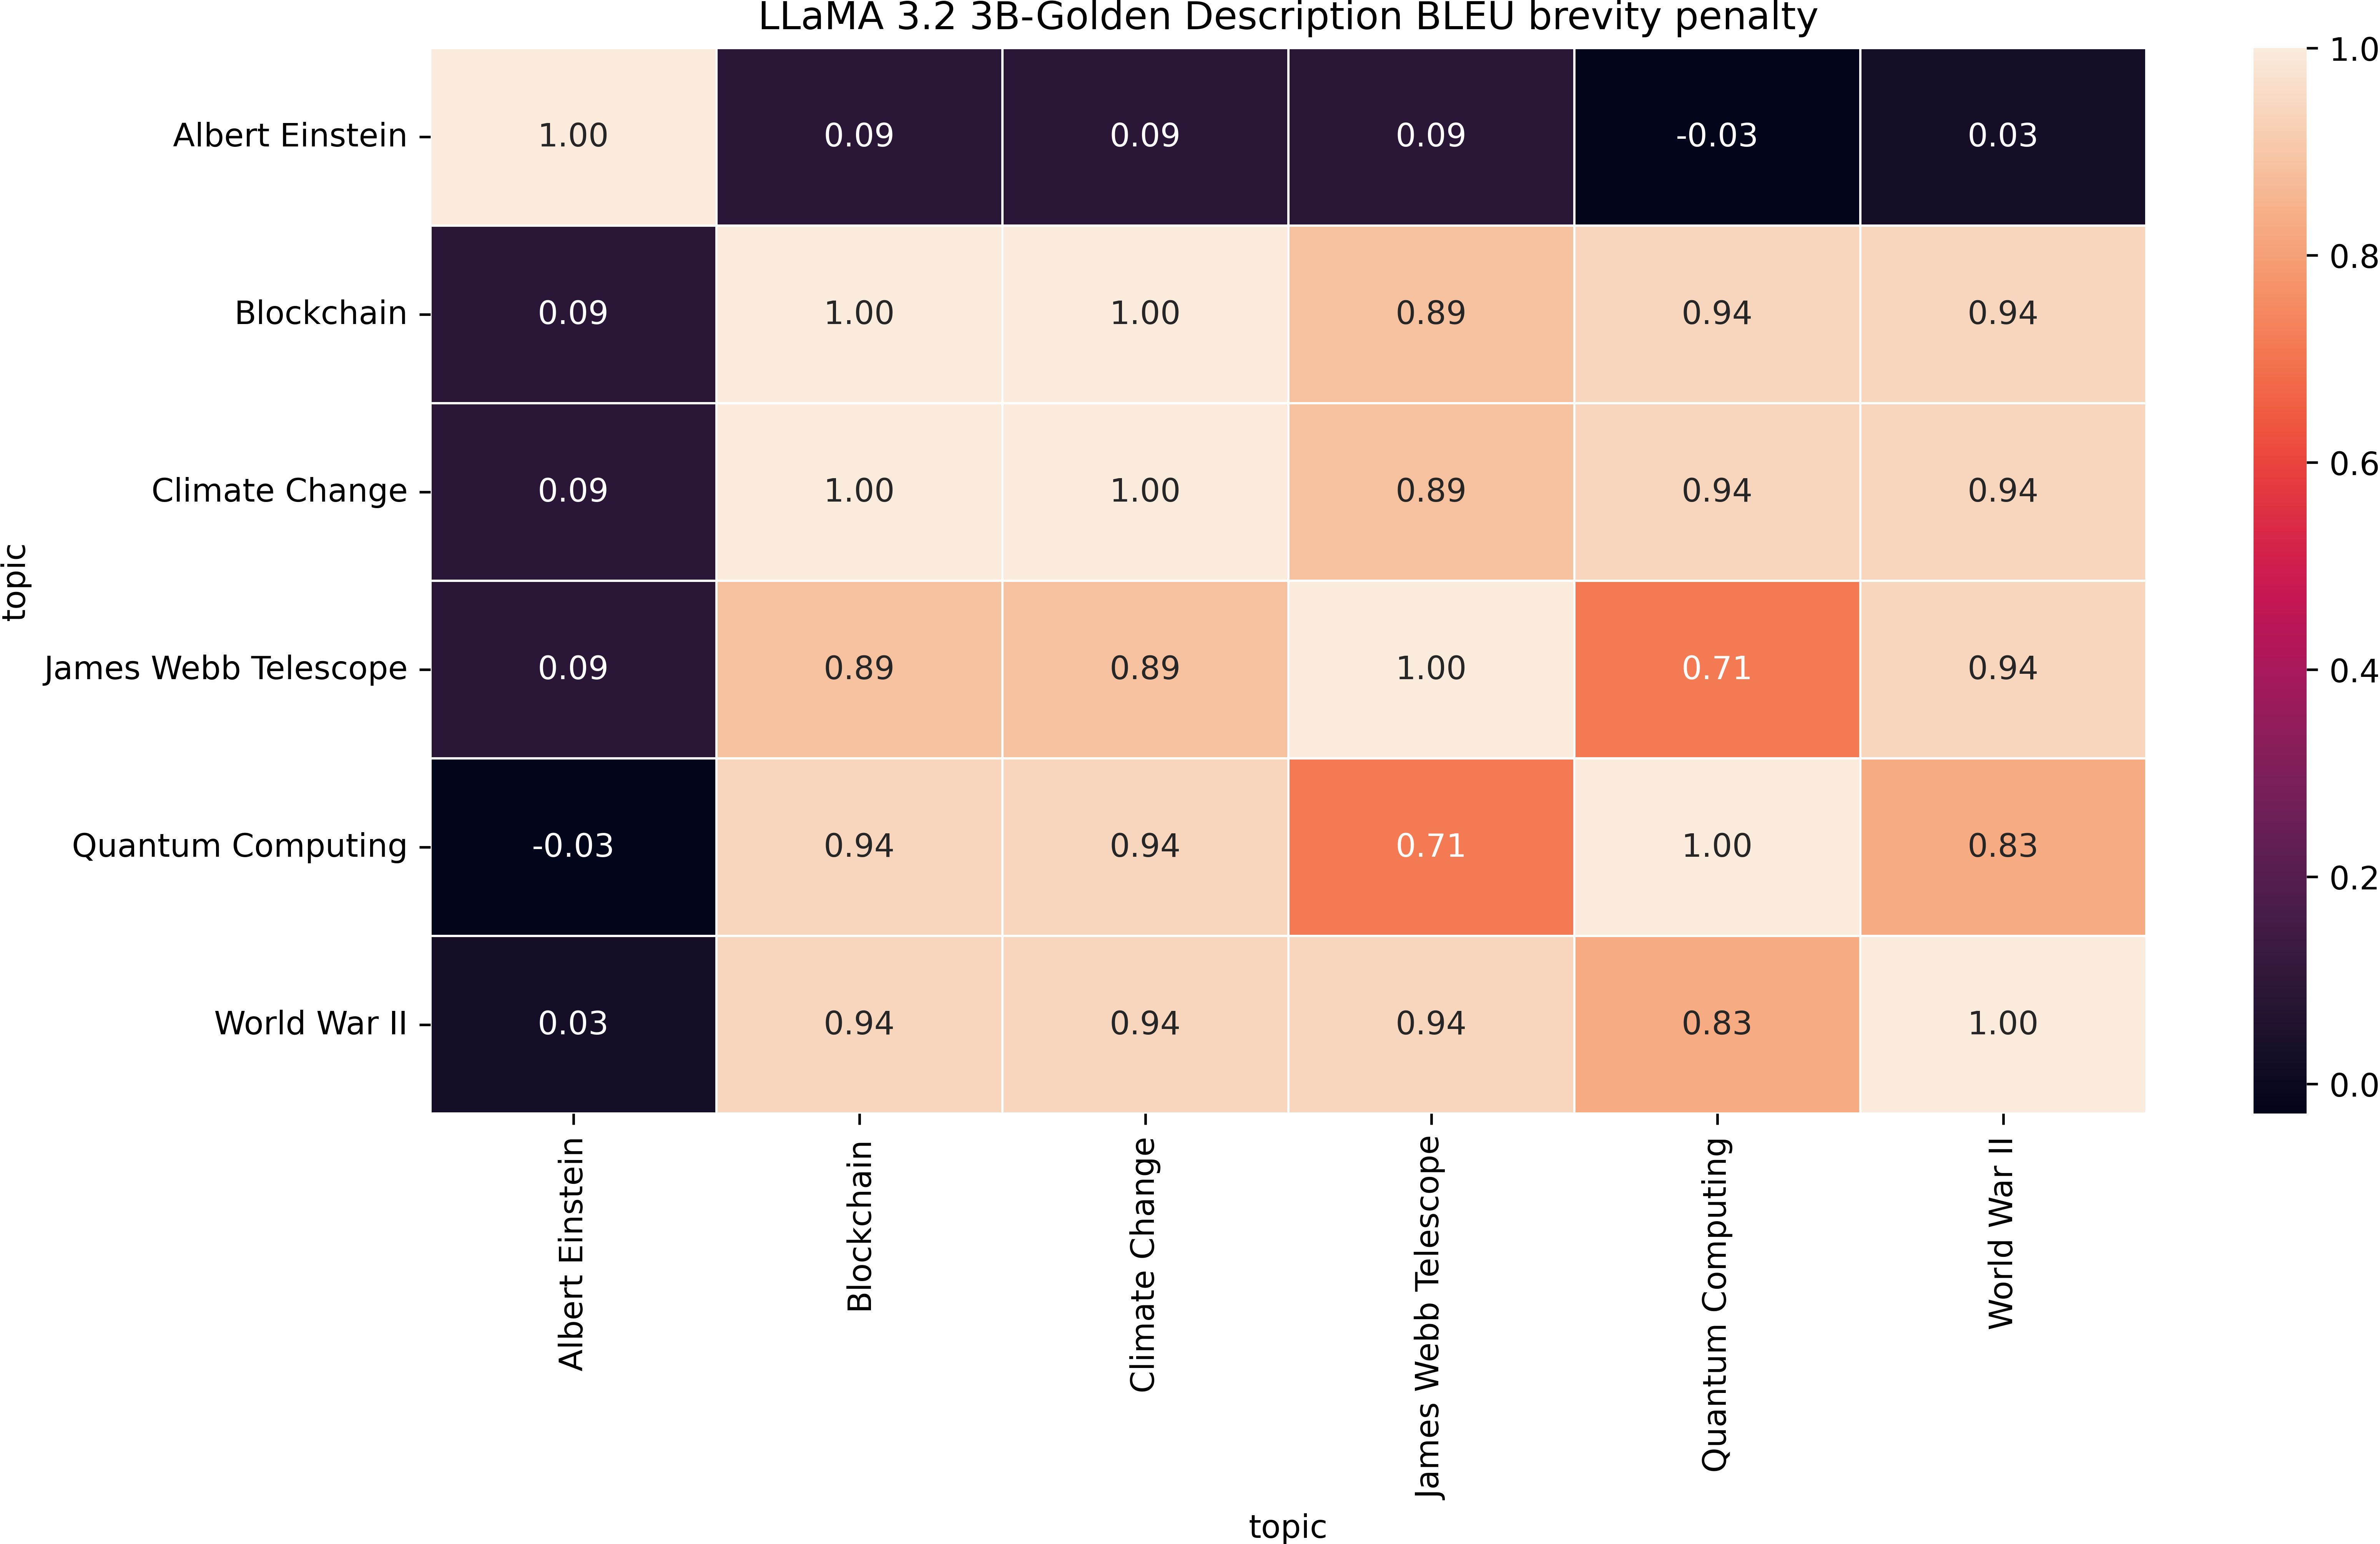 LLaMA 3.2 3B-Golden Description BLEU brevity penalty
Albert Einstein 1.00 0.09 0.09 0.09 -0.03 0.03
Blockchain 0.09 1.00 1.00 0.89 0.94 0.94
Climate Change 0.09 1.00 1.00 0.89 0.94 0.94
James Webb Telescope 0.09 0.89 0.89 1.00 0.71 0.94
Quantum Computing -0.03 0.94 0.94 0.71 1.00 0.83
World War II 0.03 0.94 0.94 0.94 0.83 1.00
topic
Albert Einstein
Blockchain
Climate Change
James Webb Telescope
Quantum Computing
World War II
topic
1.0
0.8
0.6
0.4
0.2
0.0